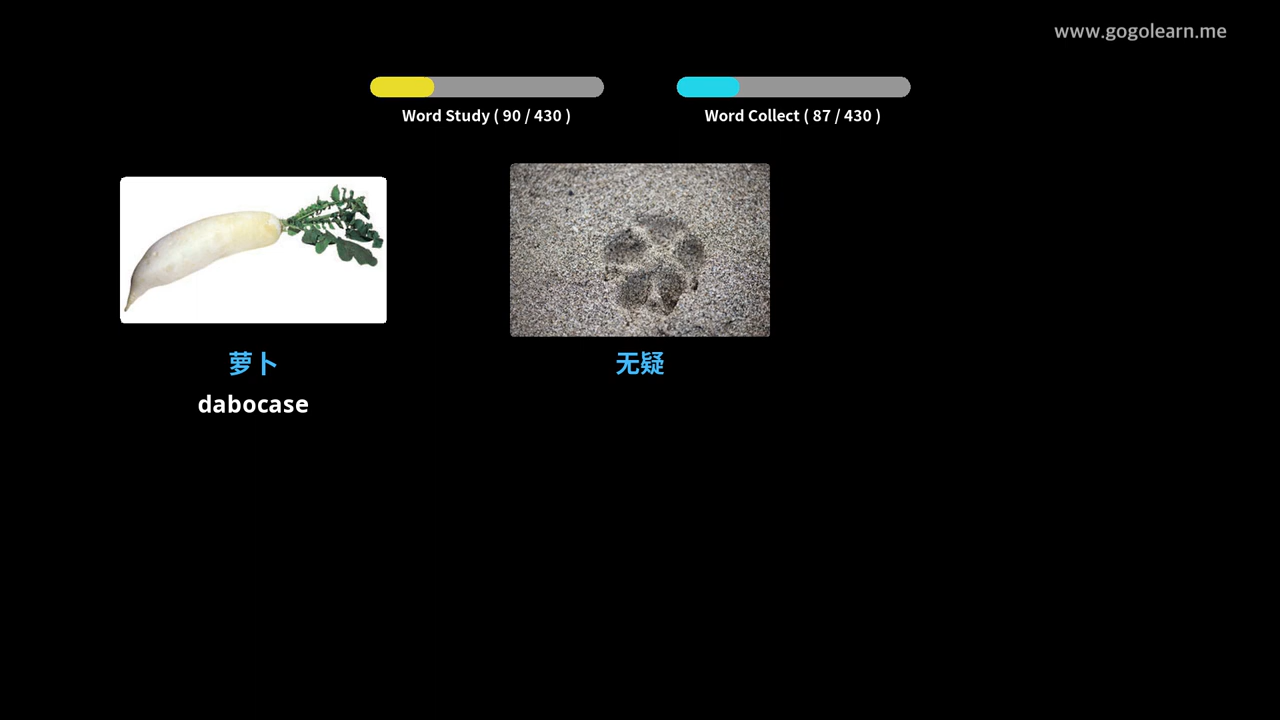 www.gogolearn.me
Word Study ( 90 / 430 )
Word Collect ( 87 / 430 )
萝卜
dabocase
无疑